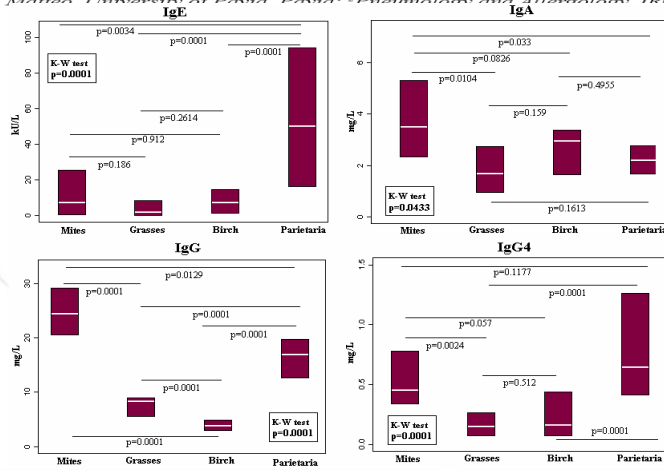 IgE
p=0.0034
p=0.0001
p=0.0001
K-W test
p=0.0001
p=0.2614
p=0.912
p=0.186
kU/L
100
80
60
40
20
0
Mites Grasses Birch Parietaria
IgA
p=0.033
p=0.0826
p=0.0104
p=0.4955
p=0.159
p=0.1613
K-W test
p=0.0433
mg/L
6
4
2
0
Mites Grasses Birch Parietaria
IgG
p=0.0129
p=0.0001
p=0.0001
p=0.0001
p=0.0001
p=0.0001
K-W test
p=0.0001
mg/L
30
20
10
0
Mites Grasses Birch Parietaria
IgG4
p=0.1177
p=0.0001
p=0.057
p=0.0024
p=0.512
p=0.0001
K-W test
p=0.0001
mg/L
1.5
1.0
0.5
0.0
Mites Grasses Birch Parietaria